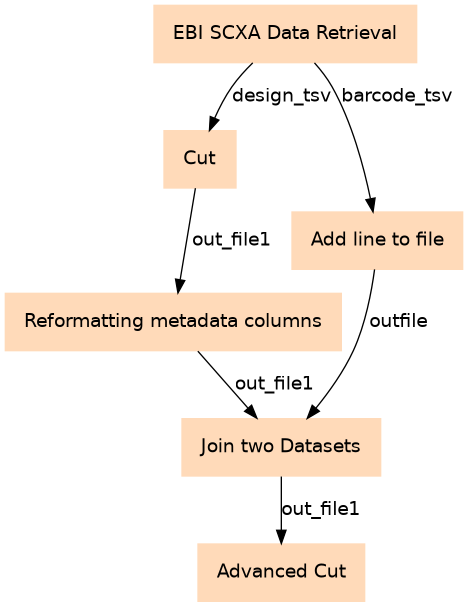 EBI SCXA Data Retrieval
design_tsv
barcode_tsv
Cut
Add line to file
out_file1
Reformatting metadata columns
outfile
out_file1
Join two Datasets
out_file1
Advanced Cut